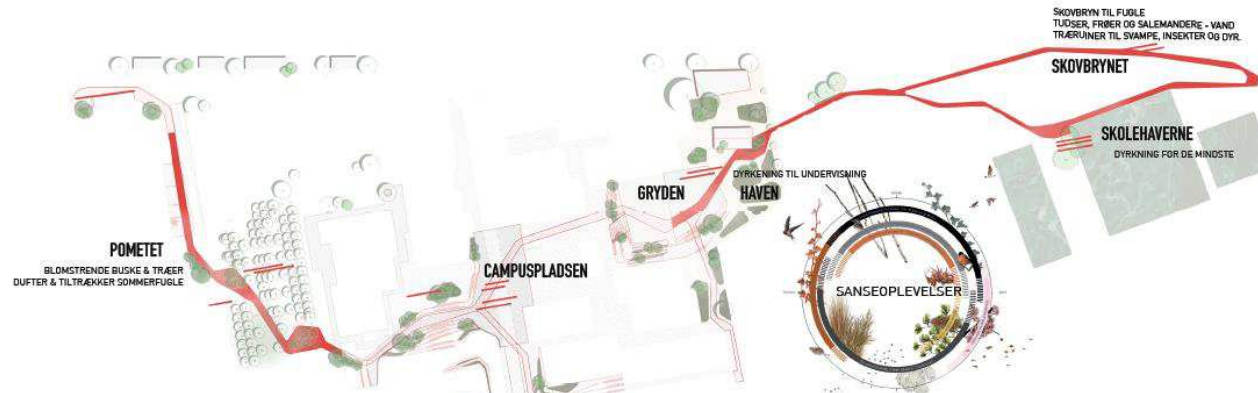 SKOVBRYN TIL FUGLE
TUDSER, FRØER OG SALEMANDERE - VAND
TRÆRUINER TIL SVAMPE, INSEKTER OG DYR.
SKOVBRYNET
SKOLEHAVERNE
DYRKNING FOR DE MINDSTE
DYRKENING TIL UNDERVISNING
GRYDEN
HAVEN
POMETET
BLOMSTRENDE BUSKE & TRÆER
DUFTER & TILTRÆKKER SOMMERFUGLE
CAMPUSPLADSEN
SANSEOPLEVELSER